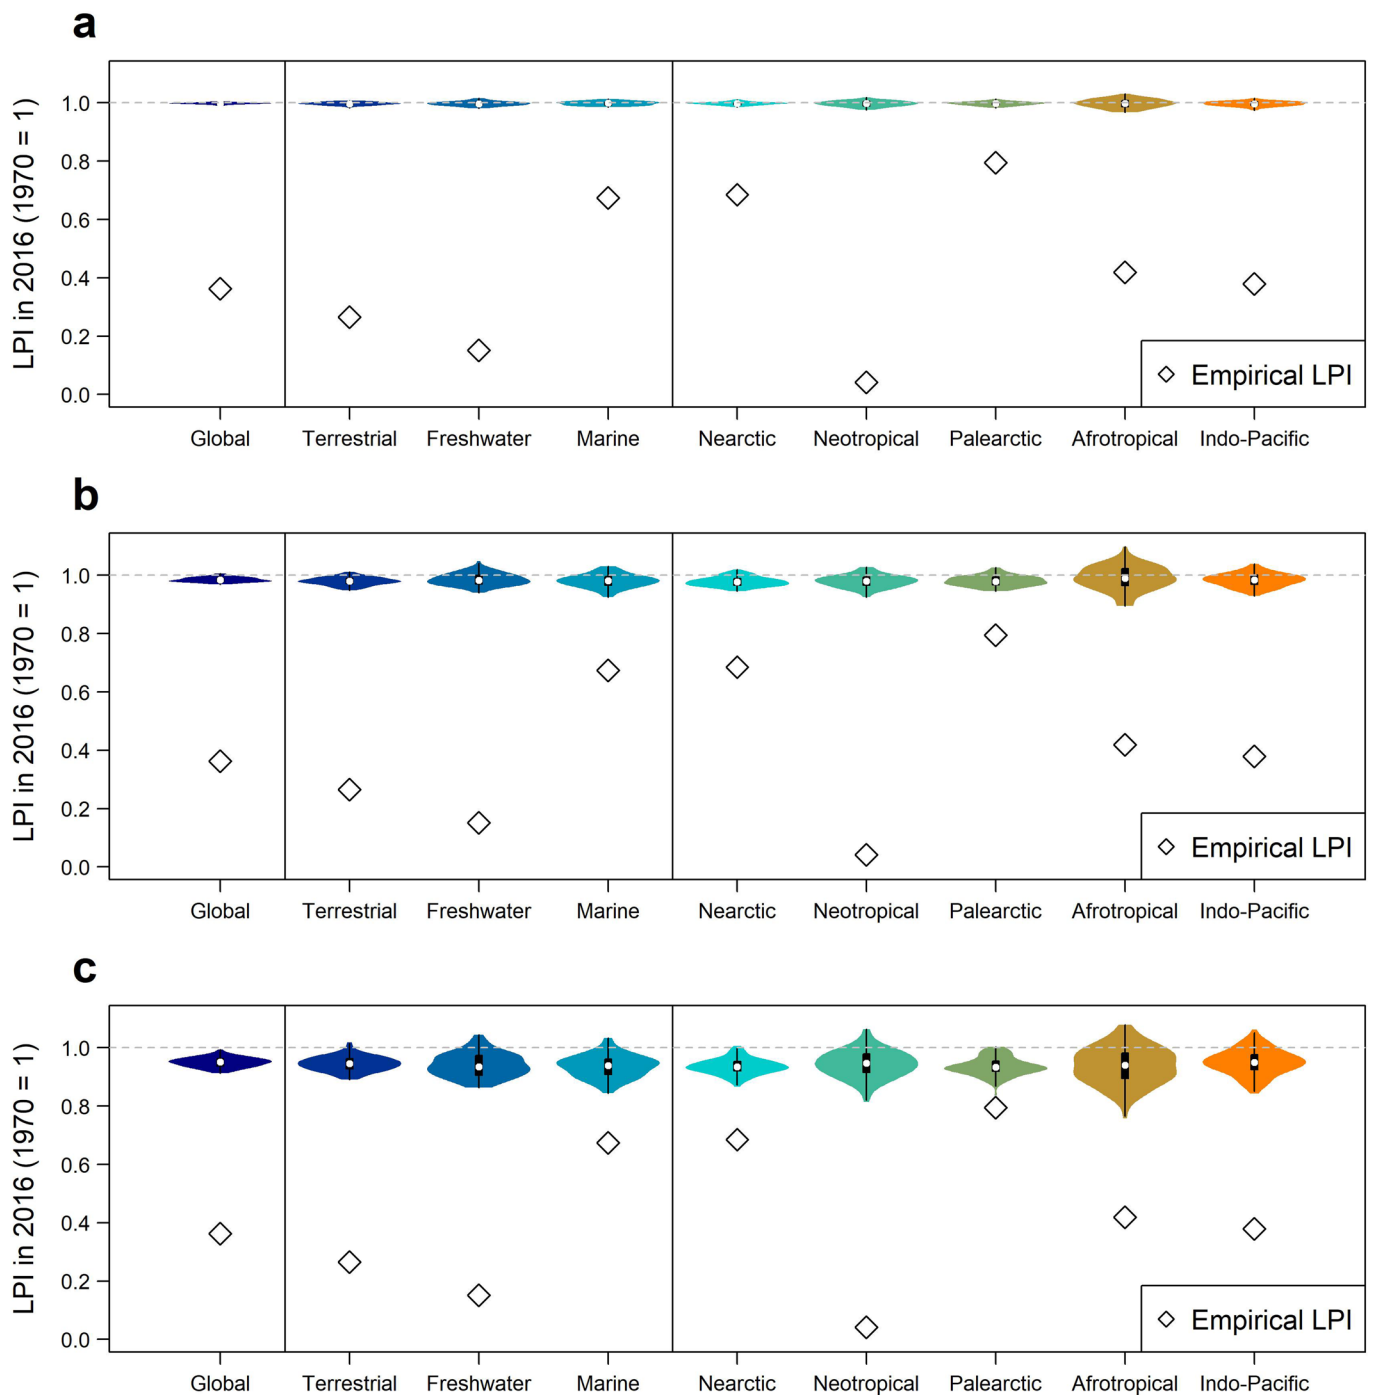 a
LPI in 2016 (1970 = 1)
1.0
0.8
0.6
0.4
0.2
0.0
Empirical LPI
Global Terrestrial Freshwater Marine Nearctic Neotropical Palearctic Afrotropical Indo-Pacific
b
LPI in 2016 (1970 = 1)
1.0
0.8
0.6
0.4
0.2
0.0
Empirical LPI
Global Terrestrial Freshwater Marine Nearctic Neotropical Palearctic Afrotropical Indo-Pacific
c
LPI in 2016 (1970 = 1)
1.0
0.8
0.6
0.4
0.2
0.0
Empirical LPI
Global Terrestrial Freshwater Marine Nearctic Neotropical Palearctic Afrotropical Indo-Pacific